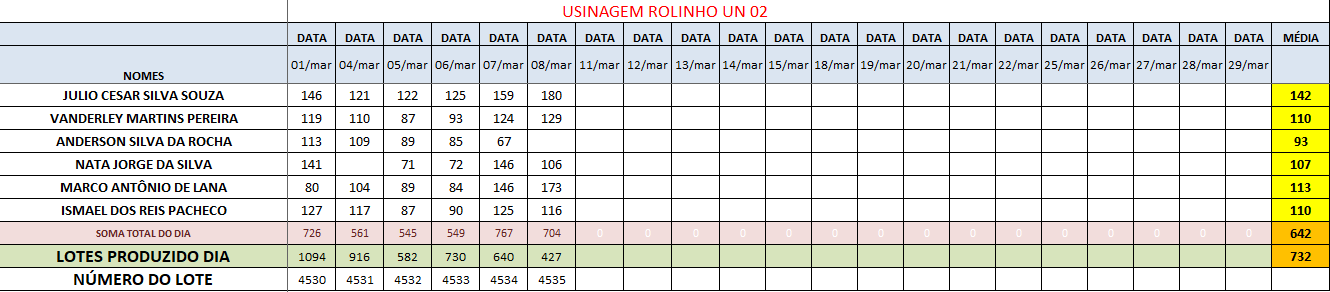 USINAGEM ROLINHO UN 02
DATA DATA DATA DATA DATA DATA DATA DATA DATA DATA DATA DATA DATA DATA DATA DATA DATA DATA DATA DATA MÉDIA
NOMES 01/mar 04/mar 05/mar 06/mar 07/mar 08/mar 11/mar 12/mar 13/mar 14/mar 15/mar 18/mar 19/mar 20/mar 21/mar 22/mar 25/mar 26/mar 27/mar 28/mar 29/mar
JULIO CESAR SILVA SOUZA 146 121 122 125 159 180 142
VANDERLEY MARTINS PEREIRA 119 110 87 93 124 129 110
ANDERSON SILVA DA ROCHA 113 109 89 85 67 93
NATA JORGE DA SILVA 141 71 72 146 106 107
MARCO ANTÔNIO DE LANA 80 104 89 84 146 173 113
ISMAEL DOS REIS PACHECO 127 117 87 90 125 116 110
SOMA TOTAL DO DIA 726 561 545 549 767 704 0 0 0 0 0 0 0 0 0 0 0 0 0 0 0 642
LOTES PRODUZIDO DIA 1094 916 582 730 640 427 732
NÚMERO DO LOTE 4530 4531 4532 4533 4534 4535